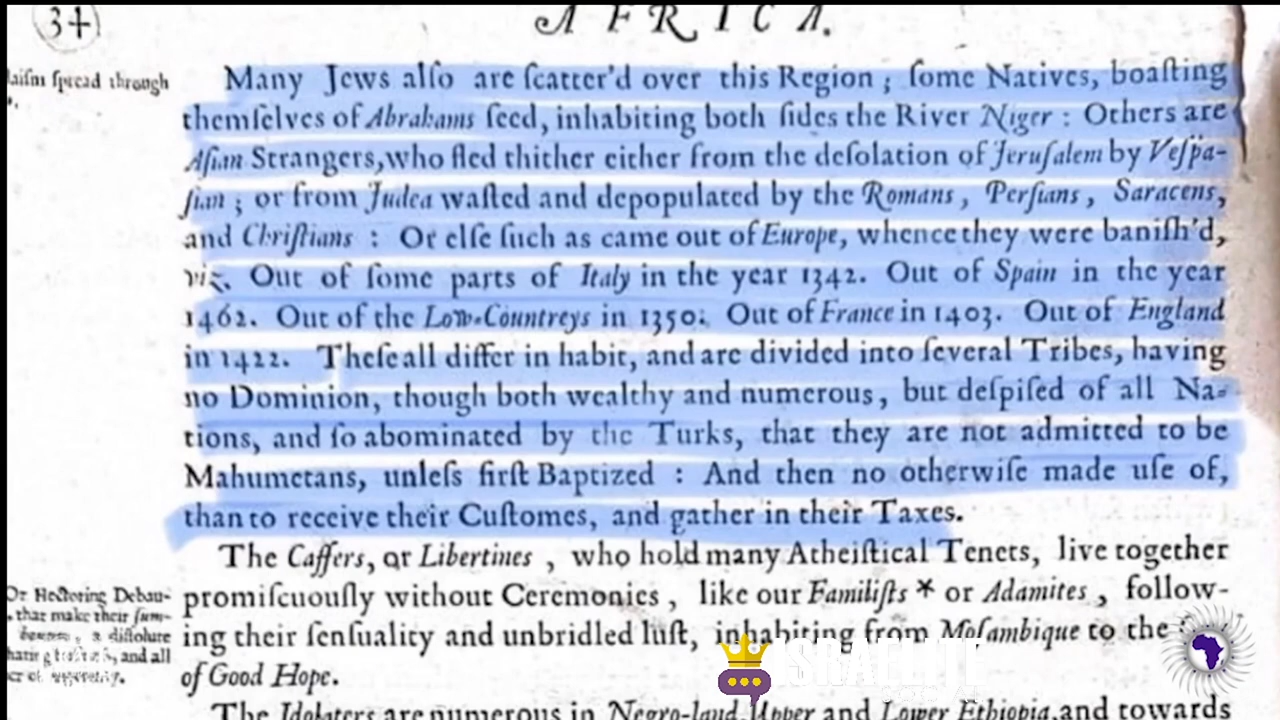 34
AFRICA.
Many Jews alſo are ſcatter'd over this Region ; ſome Natives, boaſting
themſelves of Abrahams ſeed, inhabiting both ſides the River Niger : Others are
Aſian Strangers, who fled thither either from the deſolation of Jeruſalem by Veſpa-
ſian ; or from Judea waſted and depopulated by the Romans , Perſians , Saracens,
and Chriſtians : Or elſe ſuch as came out of Europe, whence they were baniſh'd,
viz. Out of ſome parts of Italy in the year 1342. Out of Spain in the year
1462. Out of the Low-Countreys in 1350. Out of France in 1403. Out of England
in 1422. Theſe all differ in habit, and are divided into ſeveral Tribes, having
no Dominion, though both wealthy and numerous, but deſpiſed of all Na-
tions, and ſo abominated by the Turks, that they are not admitted to be
Mahumetans, unleſs firſt Baptized : And then no otherwiſe made uſe of,
than to receive their Cuſtomes, and gather in their Taxes.
The Caffers, or Libertines , who hold many Atheiſtical Tenets, live together
promiſcuouſly without Ceremonies , like our Familiſts * or Adamites , follow-
ing their ſenſuality and unbridled luſt, inhabiting from Moſambique to the
of Good Hope.
The Idolaters are numerous in Negro-land, Upper and Lower Ethiopia, and towards
laiſm ſpread through
Or Hectoring Debau-
that make their ſum-
a diſſolute
and all
ISRAELITE